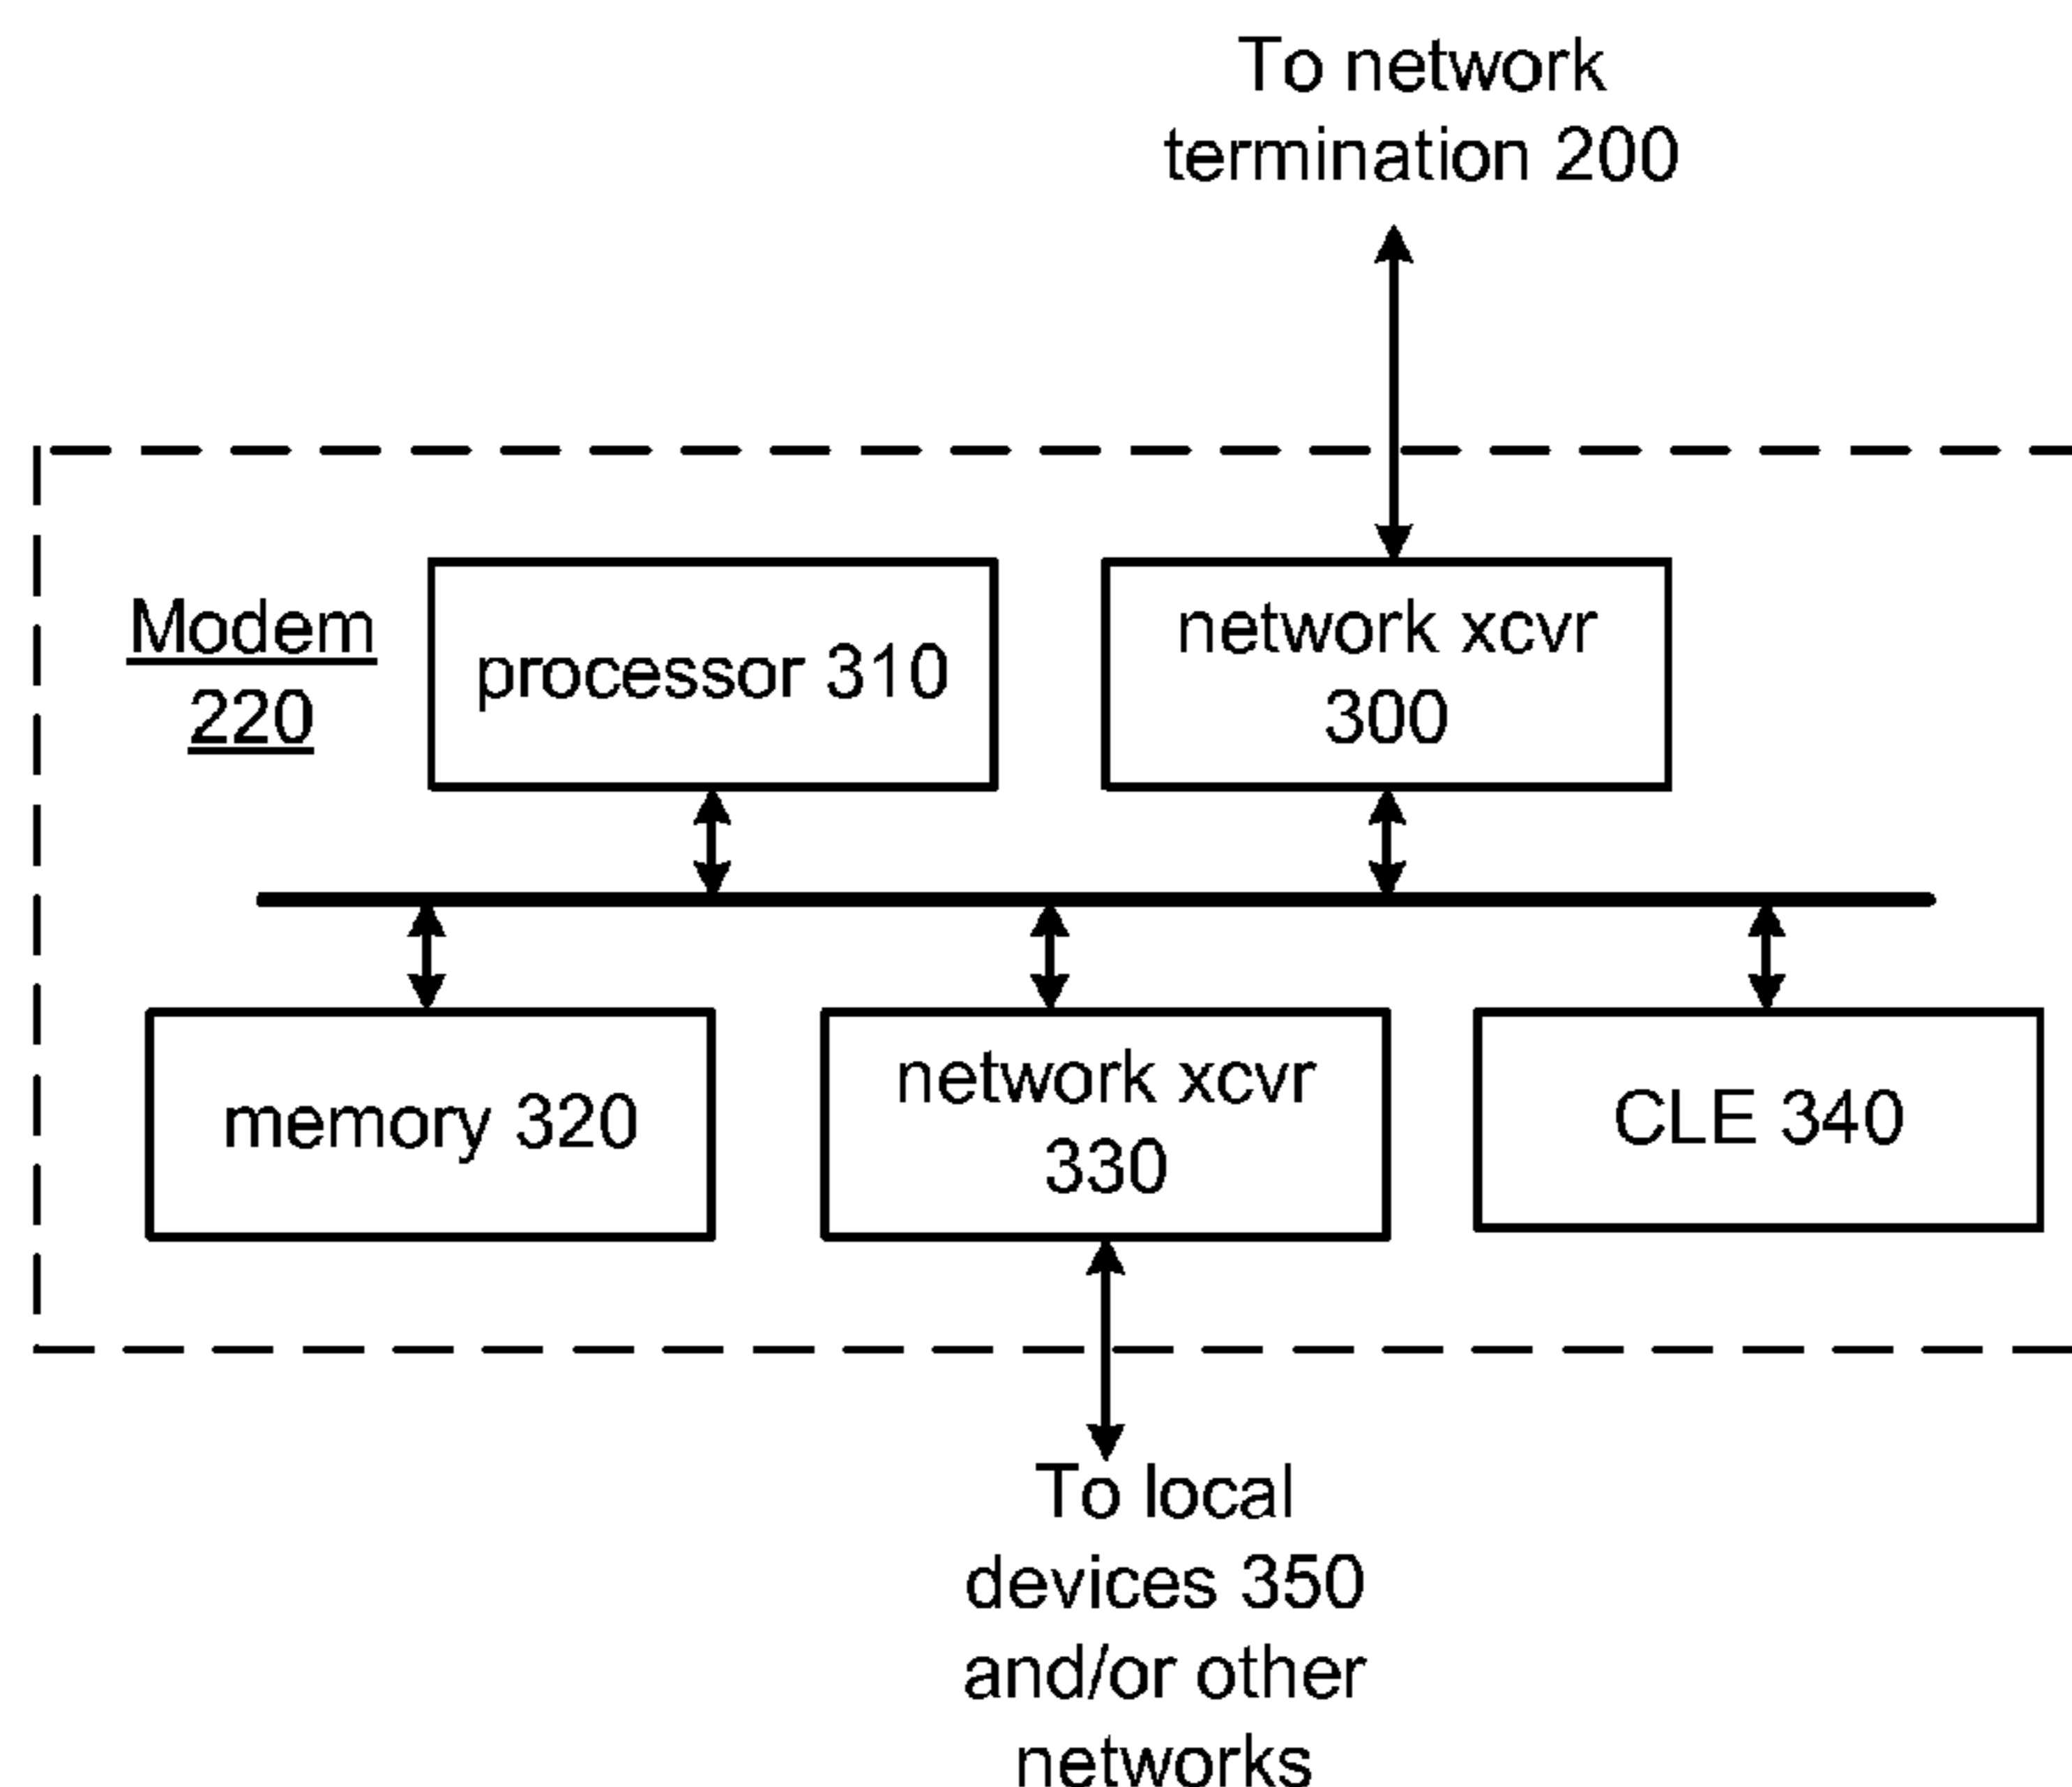 To network
termination 200
Modem
220
processor 310
network xcvr
300
memory 320
network xcvr
330
CLE 340
To local
devices 350
and/or other
networks